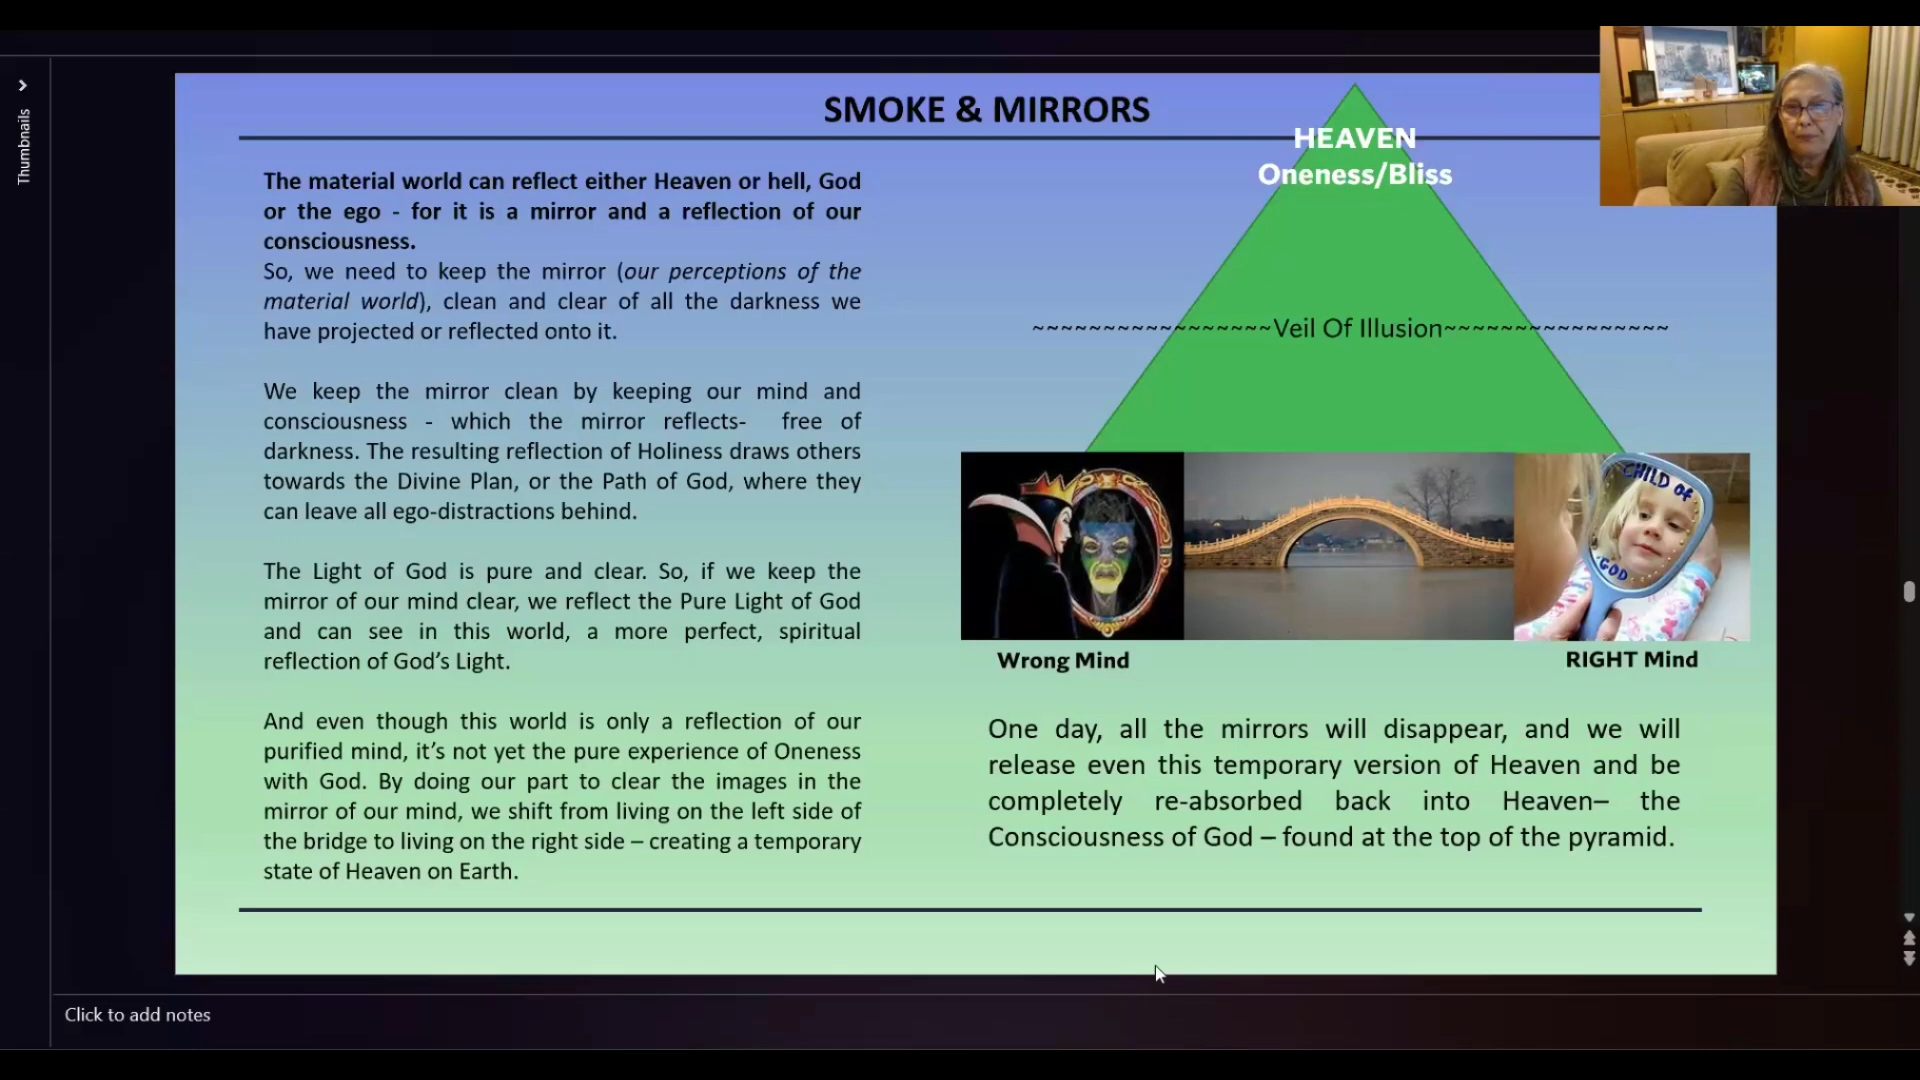 Thumbnails
SMOKE & MIRRORS
The material world can reflect either Heaven or hell, God
or the ego - for it is a mirror and a reflection of our
consciousness.
So, we need to keep the mirror (our perceptions of the
material world), clean and clear of all the darkness we
have projected or reflected onto it.
We keep the mirror clean by keeping our mind and
consciousness - which the mirror reflects- free of
darkness. The resulting reflection of Holiness draws others
towards the Divine Plan, or the Path of God, where they
can leave all ego-distractions behind.
The Light of God is pure and clear. So, if we keep the
mirror of our mind clear, we reflect the Pure Light of God
and can see in this world, a more perfect, spiritual
reflection of God’s Light.
And even though this world is only a reflection of our
purified mind, it’s not yet the pure experience of Oneness
with God. By doing our part to clear the images in the
mirror of our mind, we shift from living on the left side of
the bridge to living on the right side – creating a temporary
state of Heaven on Earth.
HEAVEN
Oneness/Bliss
~~~~~~~~~~~~~~~~~Veil Of Illusion~~~~~~~~~~~~~~~~
CHILD of
GOD
Wrong Mind
RIGHT Mind
One day, all the mirrors will disappear, and we will
release even this temporary version of Heaven and be
completely re-absorbed back into Heaven– the
Consciousness of God – found at the top of the pyramid.
Click to add notes